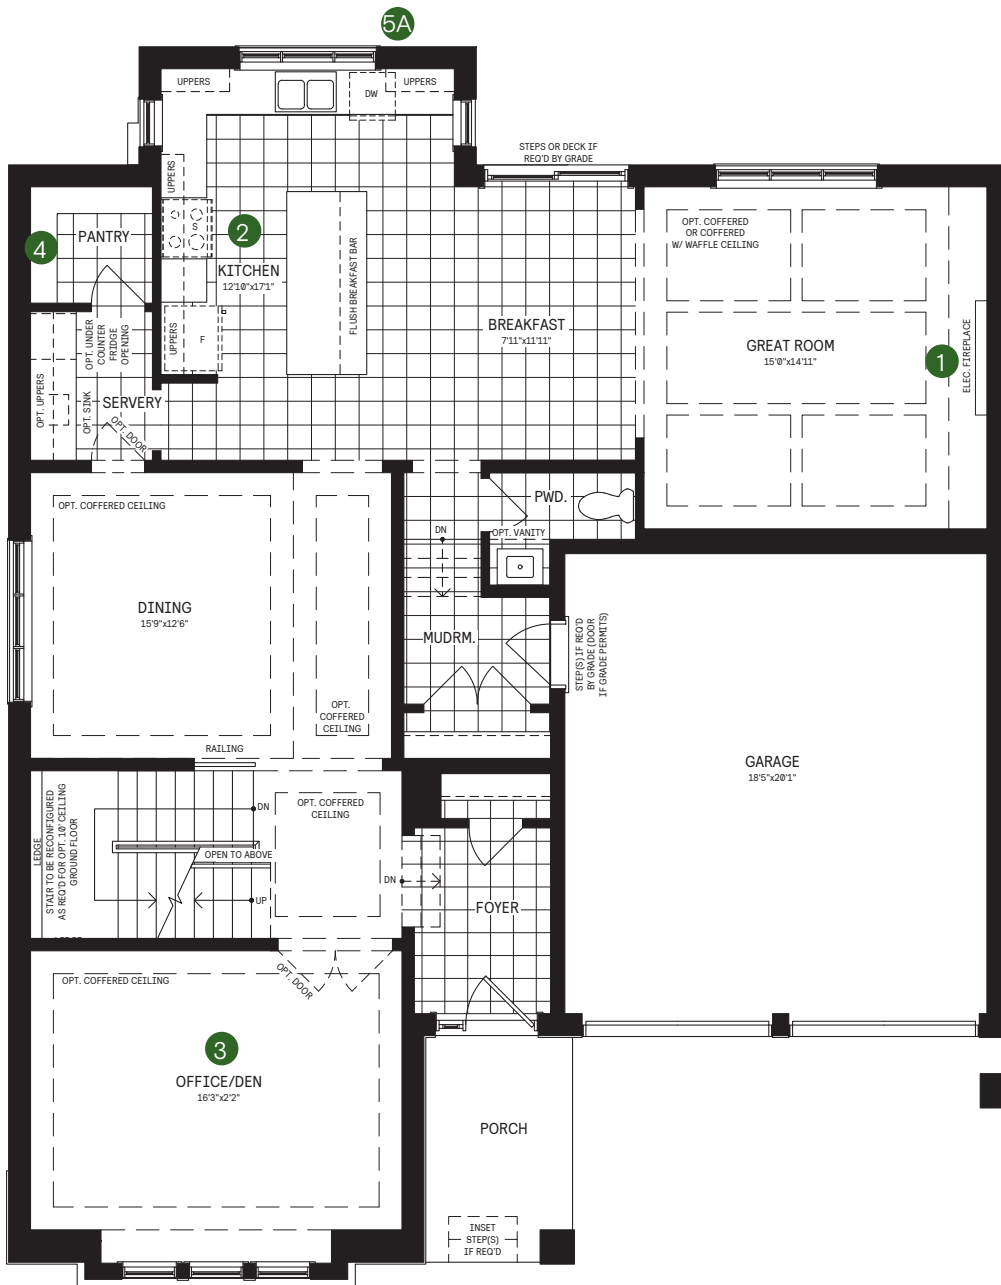 5A
UPPERS
DW
UPPERS
STEPS OR DECK IF
REQ'D BY GRADE
UPPERS
S
2
KITCHEN
12'10"x17'1"
FLUSH BREAKFAST BAR
UPPERS
F
4
PANTRY
OPT. UNDER
COUNTER
FRIDGE
OPENING
OPT. UPPERS
OPT. SINK
SERVERY
OPT. DOOR
BREAKFAST
7'11"x11'11"
OPT. COFFERED
OR COFFERED
W/ WAFFLE CEILING
GREAT ROOM
15'0"x14'11"
1
ELEC. FIREPLACE
OPT. COFFERED CEILING
DINING
15'9"x12'6"
OPT.
COFFERED
CEILING
RAILING
PWD.
OPT. VANITY
DN
MUDRM.
STEP(S) IF REQ'D
BY GRADE (DOOR
IF GRADE PERMITS)
GARAGE
18'5"x20'1"
LEDGE
STAIR TO BE RECONFIGURED
AS REQ'D FOR OPT. 10' CEILING
GROUND FLOOR
DN
OPEN TO ABOVE
UP
OPT. COFFERED
CEILING
DN
FOYER
OPT. DOOR
OPT. COFFERED CEILING
3
OFFICE/DEN
16'3"x2'2"
PORCH
INSET
STEP(S)
IF REQ'D